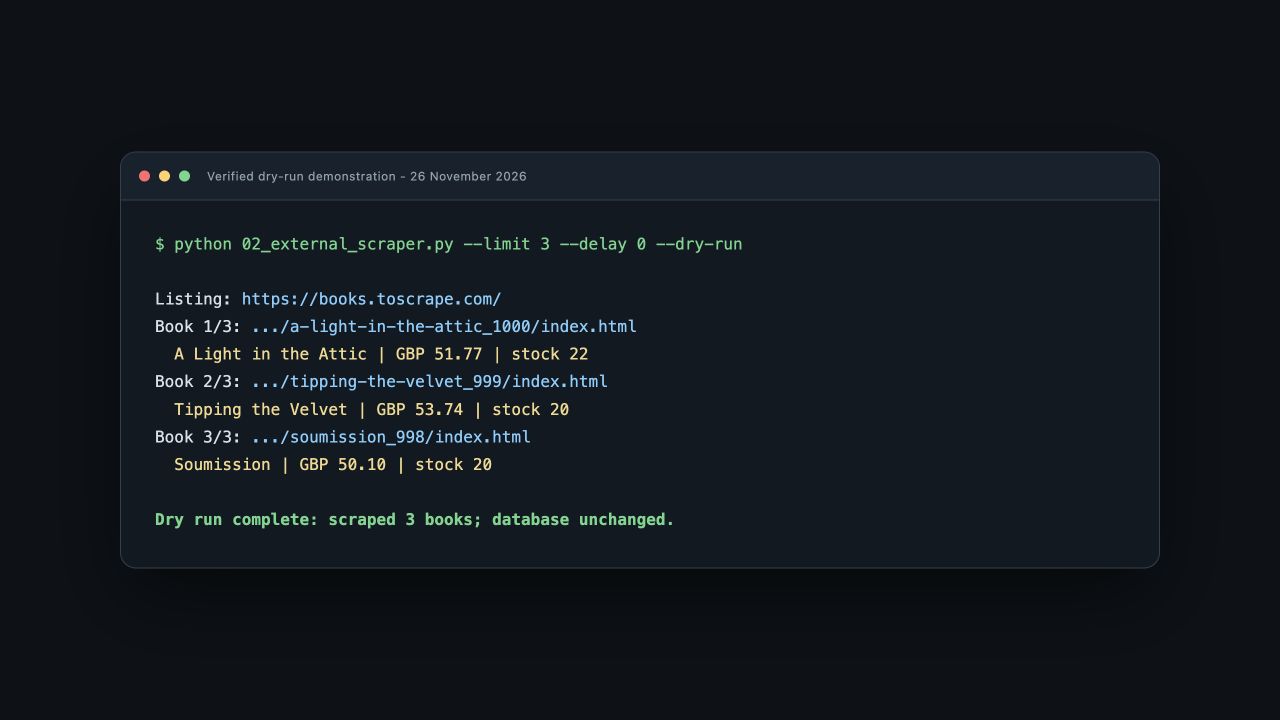 Verified dry-run demonstration - 26 November 2026
$ python 02_external_scraper.py --limit 3 --delay 0 --dry-run
Listing: https://books.toscrape.com/
Book 1/3: .../a-light-in-the-attic_1000/index.html
A Light in the Attic | GBP 51.77 | stock 22
Book 2/3: .../tipping-the-velvet_999/index.html
Tipping the Velvet | GBP 53.74 | stock 20
Book 3/3: .../soumission_998/index.html
Soumission | GBP 50.10 | stock 20
Dry run complete: scraped 3 books; database unchanged.